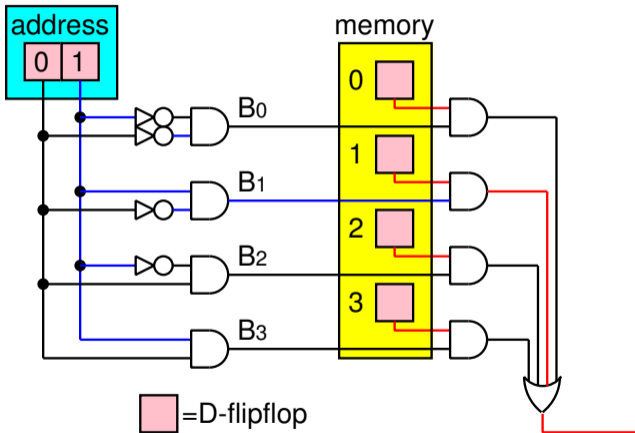 address
0 1
memory
0
B0
1
B1
2
B2
3
B3
=D-flipflop